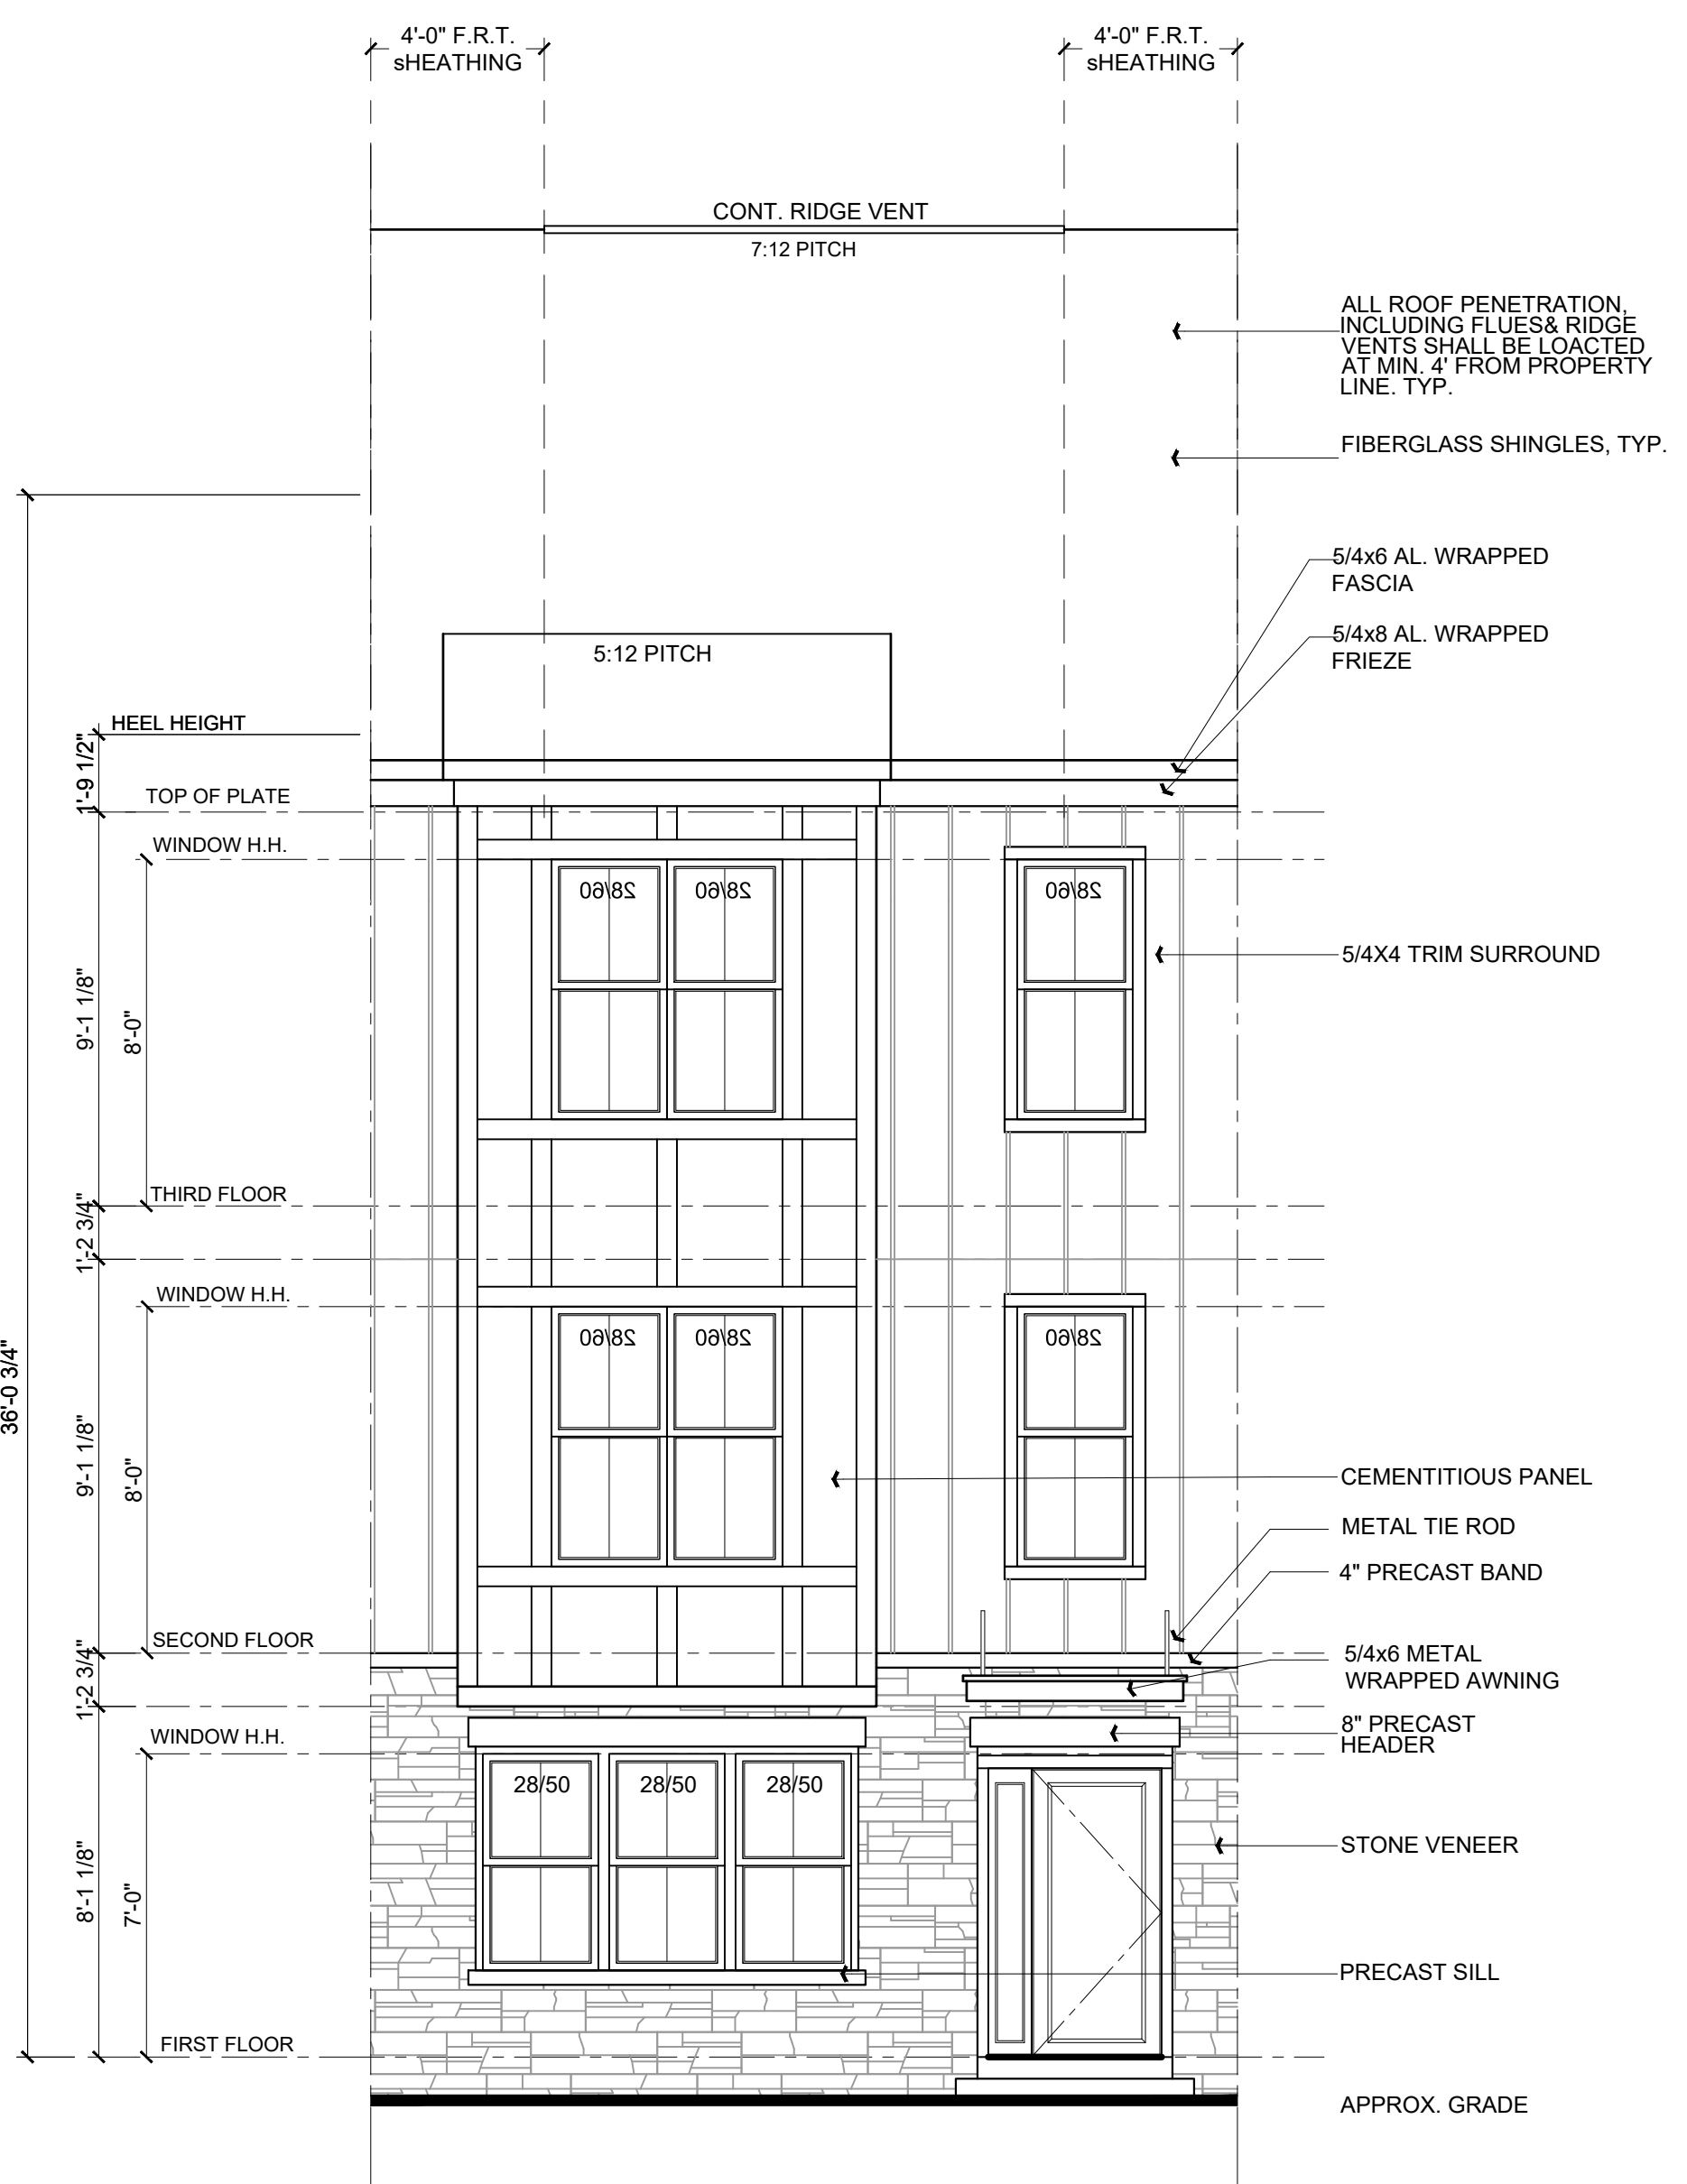 4'-0" F.R.T.
sHEATHING
4'-0" F.R.T.
sHEATHING
CONT. RIDGE VENT
7:12 PITCH
ALL ROOF PENETRATION,
INCLUDING FLUES& RIDGE
VENTS SHALL BE LOACTED
AT MIN. 4' FROM PROPERTY
LINE. TYP.
FIBERGLASS SHINGLES, TYP.
5/4x6 AL. WRAPPED
FASCIA
5/4x8 AL. WRAPPED
FRIEZE
5:12 PITCH
HEEL HEIGHT
1'-9 1/2"
TOP OF PLATE
WINDOW H.H.
28/60
28/60
28/60
5/4X4 TRIM SURROUND
9'-1 1/8"
8'-0"
THIRD FLOOR
1'-2 3/4"
WINDOW H.H.
28/60
28/60
28/60
36'-0 3/4"
9'-1 1/8"
8'-0"
CEMENTITIOUS PANEL
METAL TIE ROD
4" PRECAST BAND
SECOND FLOOR
1'-2 3/4"
5/4x6 METAL
WRAPPED AWNING
8" PRECAST
HEADER
WINDOW H.H.
28/50
28/50
28/50
STONE VENEER
8'-1 1/8"
7'-0"
PRECAST SILL
FIRST FLOOR
APPROX. GRADE